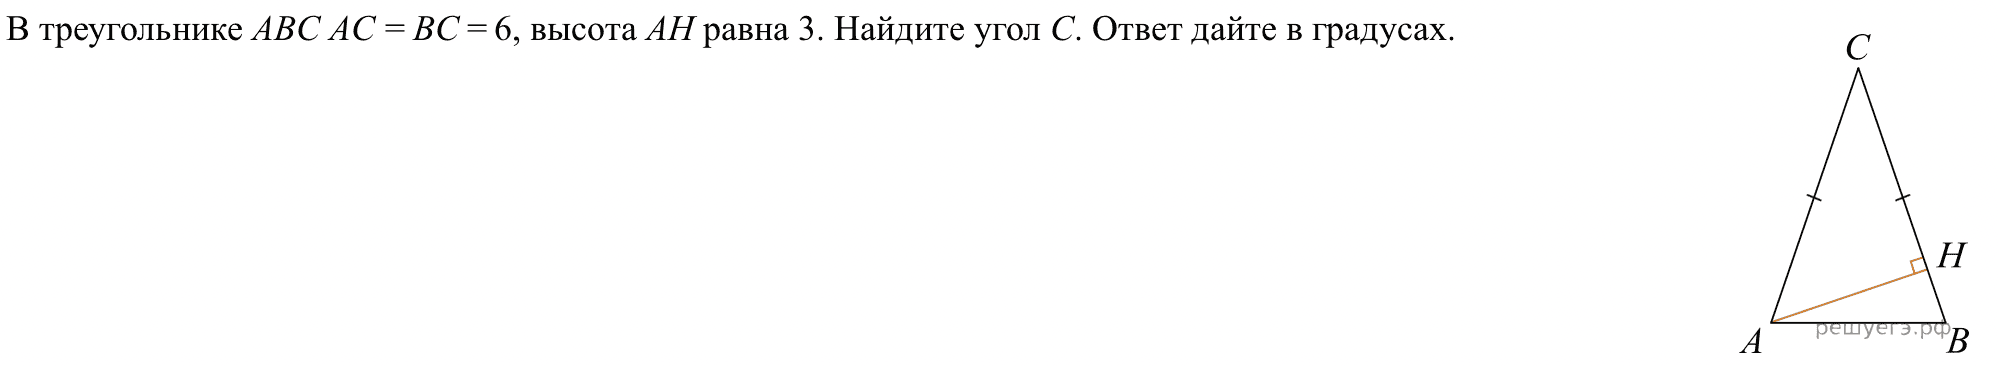 В треугольнике ABC AC = BC = 6, высота AH равна 3. Найдите угол C. Ответ дайте в градусах.
C
H
решуегэ.рф
A
B